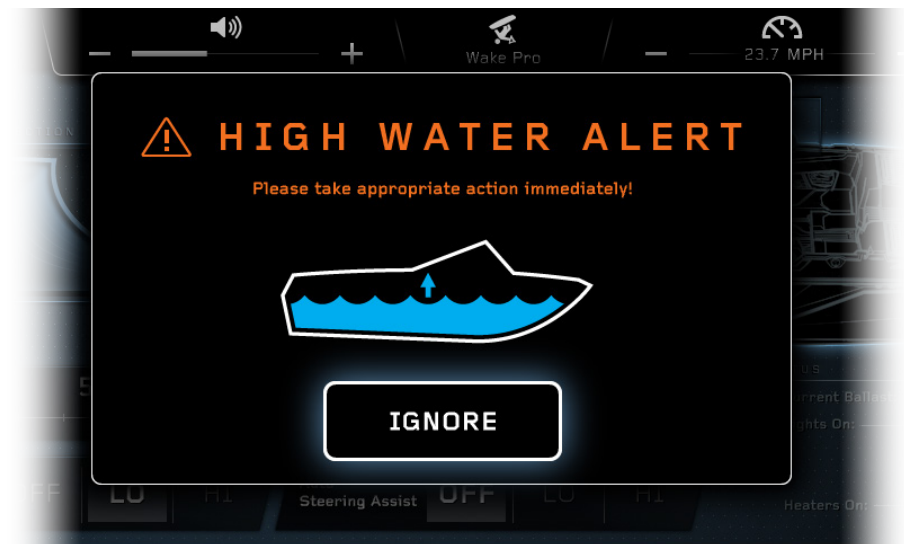 Wake Pro
23.7 MPH
HIGH WATER ALERT
Please take appropriate action immediately!
IGNORE
Steering Assist
OFF
LO
HI
LO
HI
Heaters On: